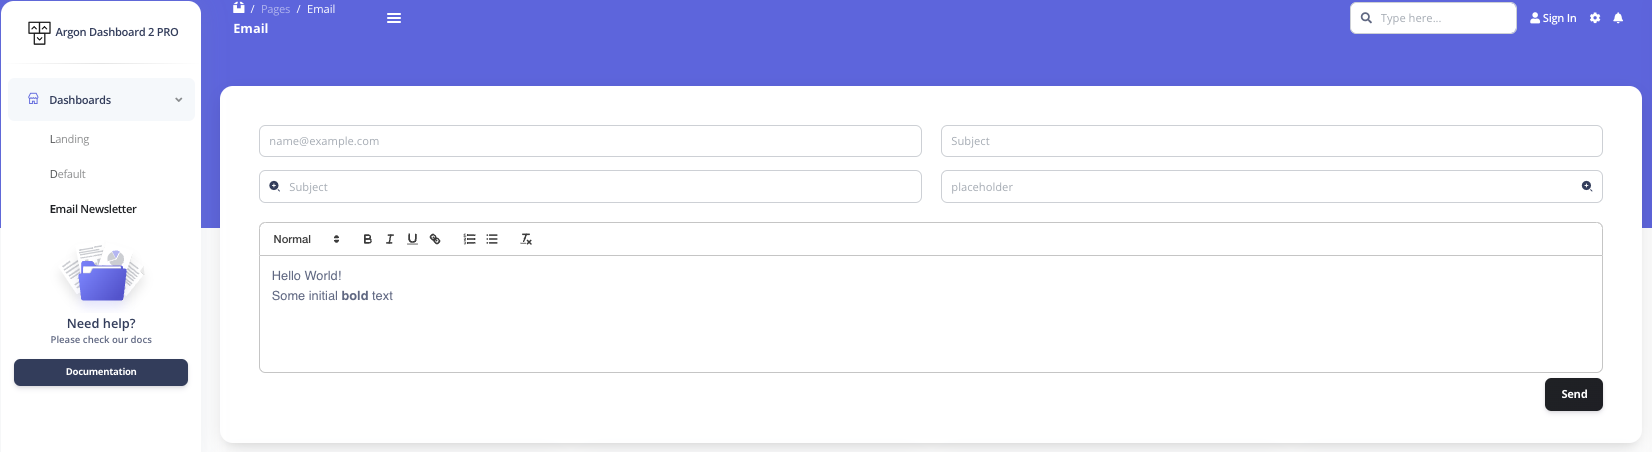 Argon Dashboard 2 PRO
Dashboards
Landing
Default
Email Newsletter
Need help?
Please check our docs
Documentation
/ Pages / Email
Email
Type here...
Sign In
name@example.com
Subject
Subject
placeholder
Normal
B I U
Hello World!
Some initial bold text
Send